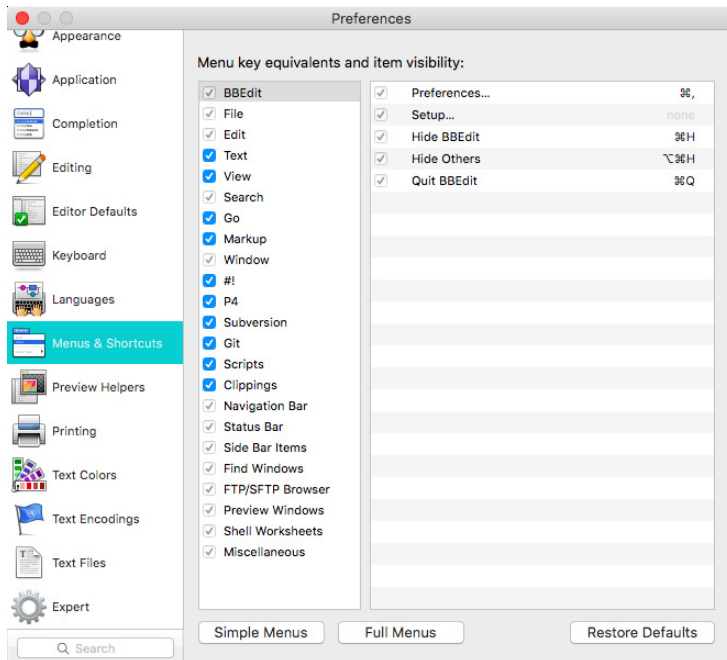 Preferences
Appearance
Application
Completion
Editing
Editor Defaults
Keyboard
Languages
Menus & Shortcuts
Preview Helpers
Printing
Text Colors
Text Encodings
Text Files
Expert
Search
Menu key equivalents and item visibility:
BBEdit
File
Edit
Text
View
Search
Go
Markup
Window
#!
P4
Subversion
Git
Scripts
Clippings
Navigation Bar
Status Bar
Side Bar Items
Find Windows
FTP/SFTP Browser
Preview Windows
Shell Worksheets
Miscellaneous
Preferences... ⌘,
Setup... none
Hide BBEdit ⌘H
Hide Others ⌥⌘H
Quit BBEdit ⌘Q
Simple Menus
Full Menus
Restore Defaults